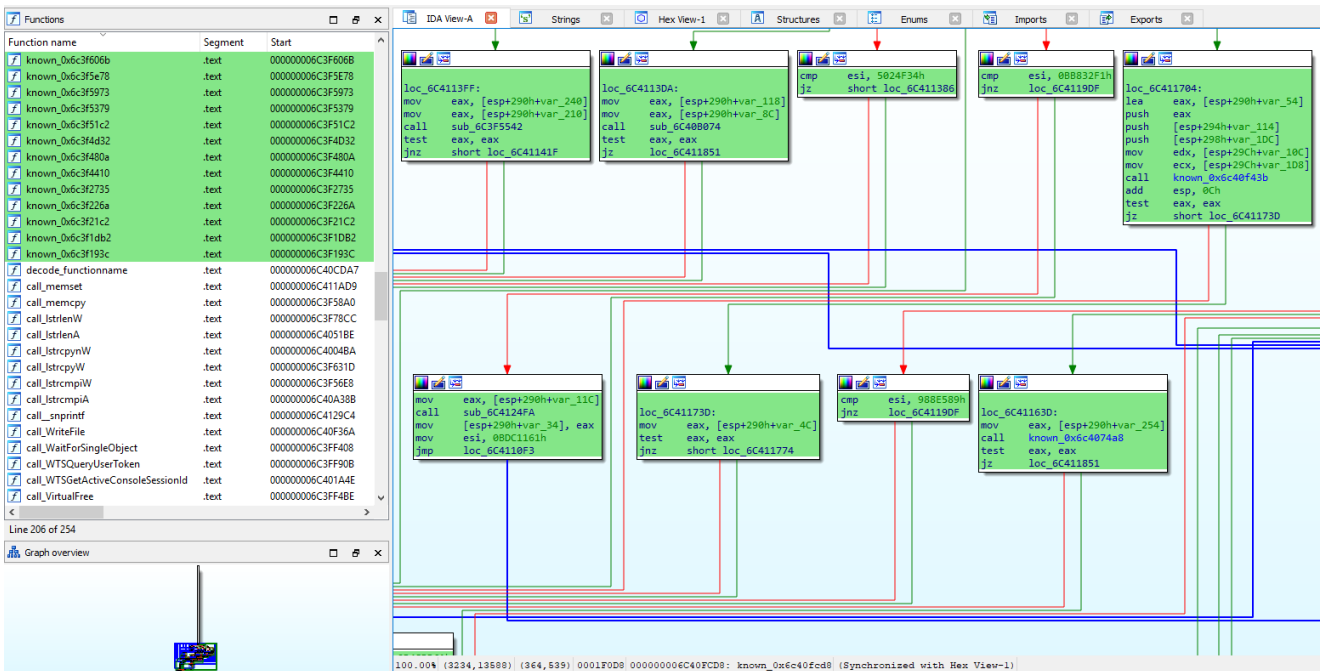 Functions
Function name Segment Start
known_0x6c3f606b .text 000000006C3F606B
known_0x6c3f5e78 .text 000000006C3F5E78
known_0x6c3f5973 .text 000000006C3F5973
known_0x6c3f5379 .text 000000006C3F5379
known_0x6c3f51c2 .text 000000006C3F51C2
known_0x6c3f4d32 .text 000000006C3F4D32
known_0x6c3f480a .text 000000006C3F480A
known_0x6c3f4410 .text 000000006C3F4410
known_0x6c3f2735 .text 000000006C3F2735
known_0x6c3f226a .text 000000006C3F226A
known_0x6c3f21c2 .text 000000006C3F21C2
known_0x6c3f1db2 .text 000000006C3F1DB2
known_0x6c3f193c .text 000000006C3F193C
decode_functionname .text 000000006C40CDA7
call_memset .text 000000006C411AD9
call_memcpy .text 000000006C3F58A0
call_lstrlenW .text 000000006C3F78CC
call_lstrlenA .text 000000006C4051BE
call_lstrcpynW .text 000000006C4004BA
call_lstrcpyW .text 000000006C3F631D
call_lstrcmpiW .text 000000006C3F56E8
call_lstrcmpiA .text 000000006C40A38B
call__snprintf .text 000000006C4129C4
call_WriteFile .text 000000006C40F36A
call_WaitForSingleObject .text 000000006C3FF408
call_WTSQueryUserToken .text 000000006C3FF90B
call_WTSGetActiveConsoleSessionId .text 000000006C401A4E
call_VirtualFree .text 000000006C3FF4BE
Line 206 of 254
Graph overview
IDA View-A Strings Hex View-1 Structures Enums Imports Exports
loc_6C4113FF:
mov eax, [esp+290h+var_240]
mov eax, [esp+290h+var_210]
call sub_6C3F5542
test eax, eax
jnz short loc_6C41141F
loc_6C4113DA:
mov eax, [esp+290h+var_118]
mov eax, [esp+290h+var_8C]
call sub_6C40B074
test eax, eax
jz loc_6C411851
cmp esi, 5024F34h
jz short loc_6C411386
cmp esi, 0BB832F1h
jnz loc_6C4119DF
loc_6C411704:
lea eax, [esp+290h+var_54]
push eax
push [esp+294h+var_114]
push [esp+298h+var_1DC]
mov edx, [esp+29Ch+var_10C]
mov ecx, [esp+29Ch+var_1D8]
call known_0x6c40f43b
add esp, 0Ch
test eax, eax
jz short loc_6C41173D
mov eax, [esp+290h+var_11C]
call sub_6C4124FA
mov [esp+290h+var_34], eax
mov esi, 0BDC1161h
jmp loc_6C4110F3
loc_6C41173D:
mov eax, [esp+290h+var_4C]
test eax, eax
jnz short loc_6C411774
cmp esi, 988E589h
jnz loc_6C4119DF
loc_6C41163D:
mov eax, [esp+290h+var_254]
call known_0x6c4074a8
test eax, eax
jz loc_6C411851
100.00% (3234,13588) (364,539) 0001F0D8 000000006C40FCD8: known_0x6c40fcd8 (Synchronized with Hex View-1)